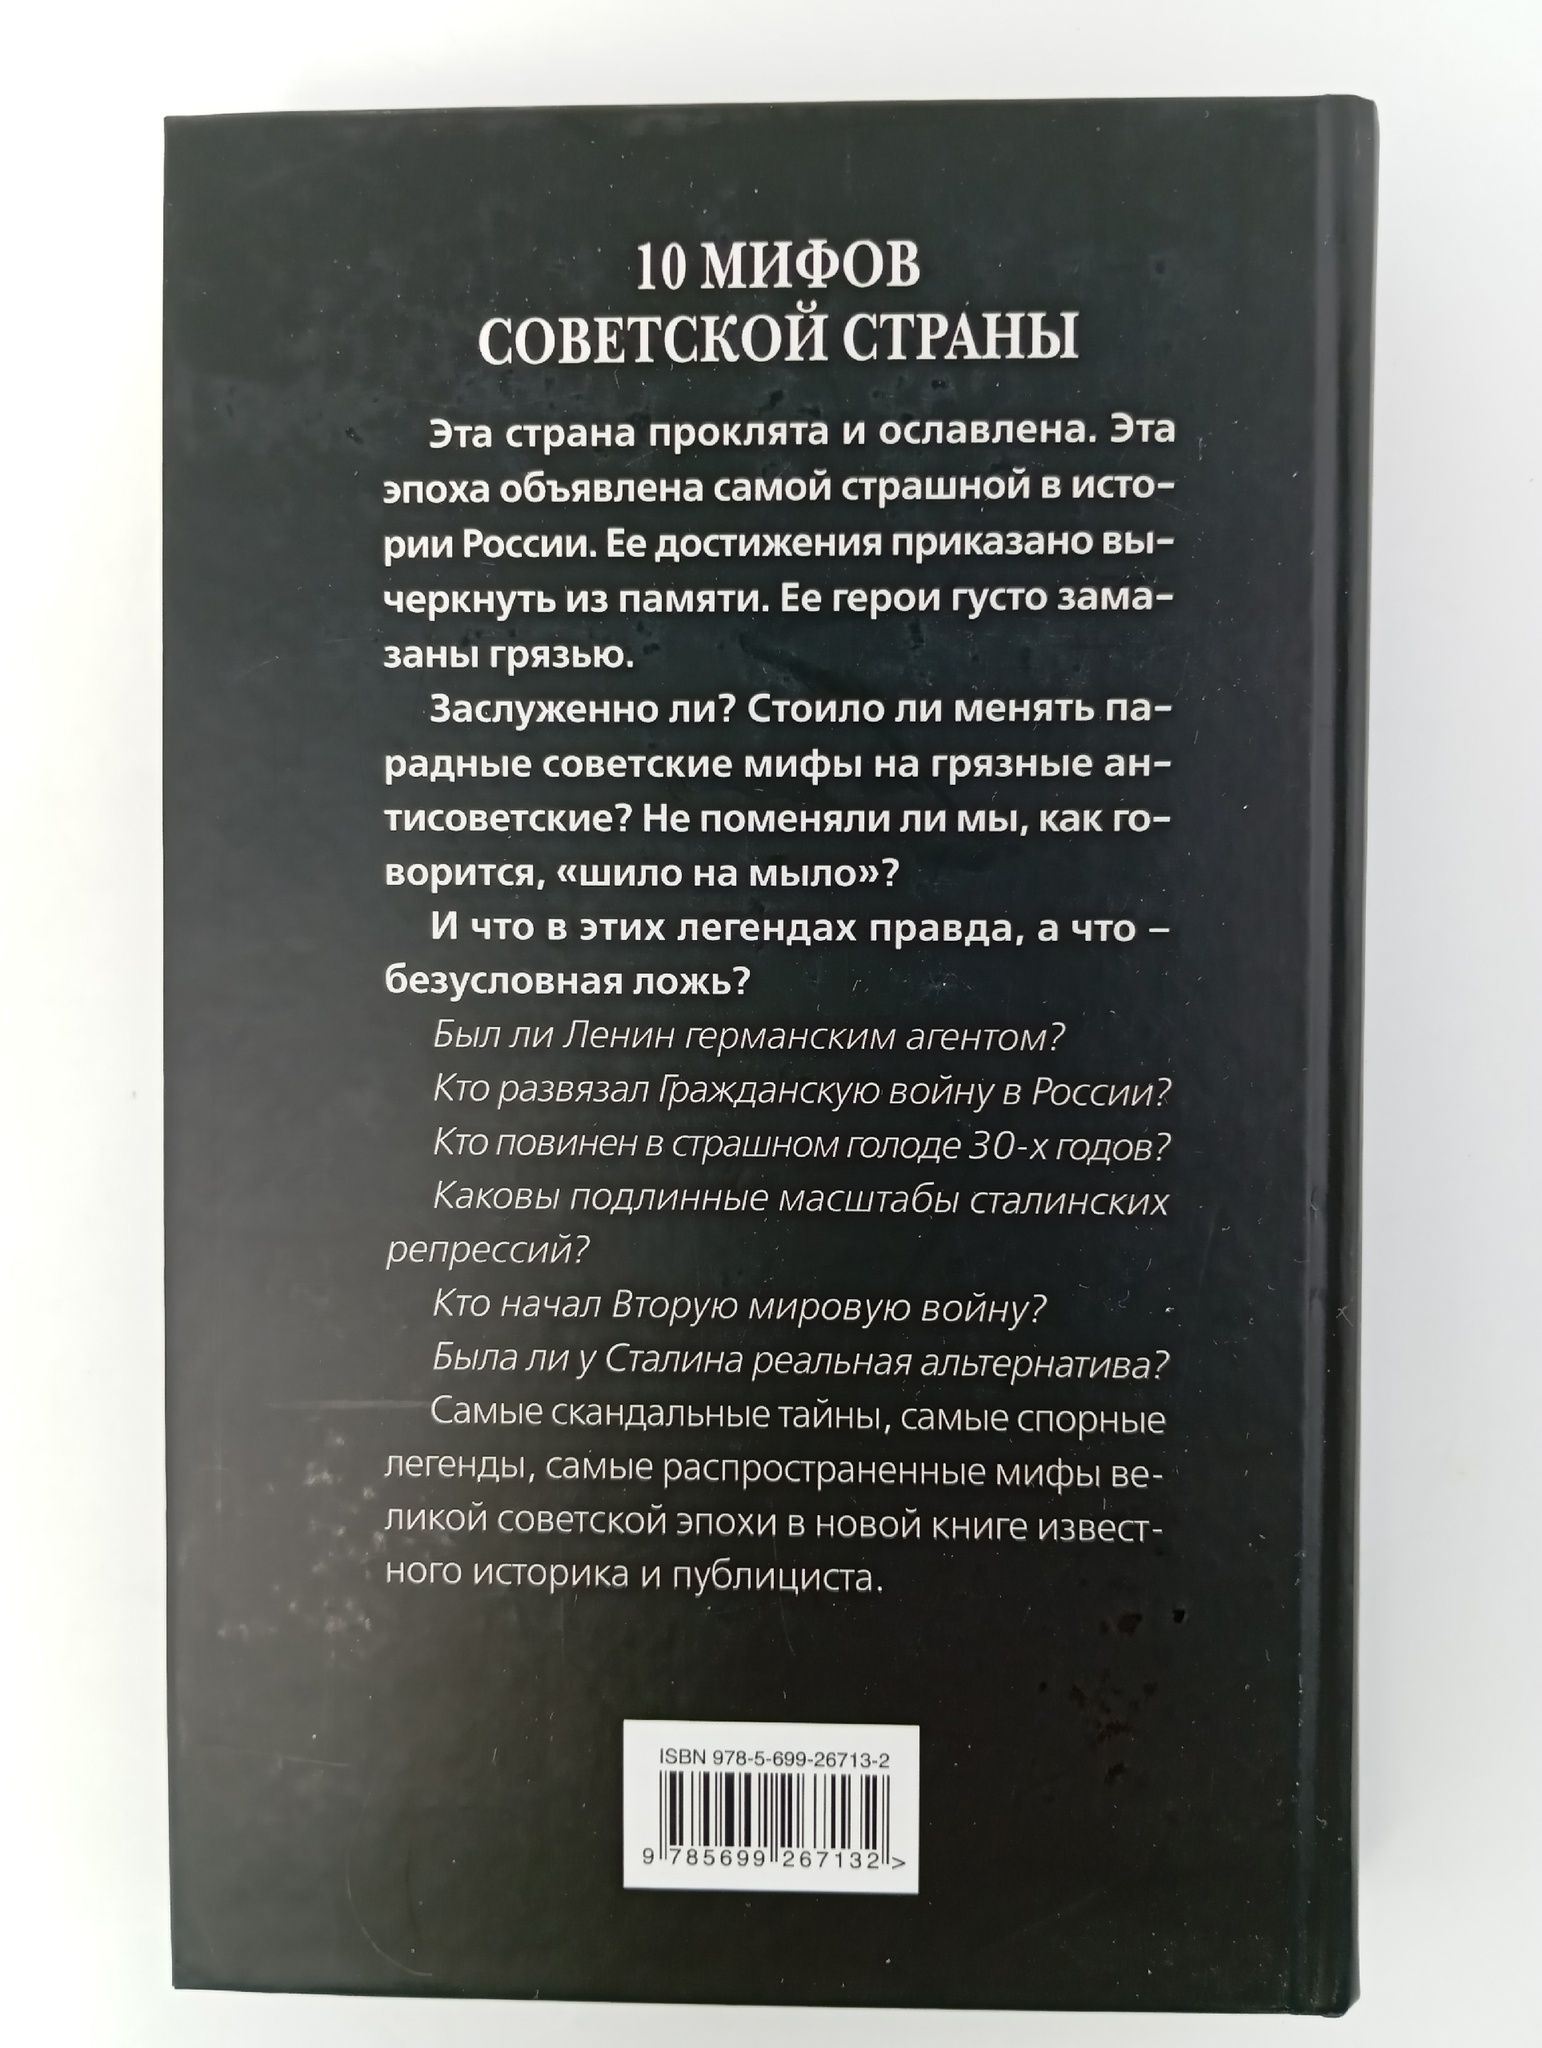 10 МИФОВ
СОВЕТСКОЙ СТРАНЫ
Эта страна проклята и ославлена. Эта
эпоха объявлена самой страшной в исто-
рии России. Ее достижения приказано вы-
черкнуть из памяти. Ее герои густо зама-
заны грязью.
Заслуженно ли? Стоило ли менять па-
радные советские мифы на грязные ан-
тисоветские? Не поменяли ли мы, как го-
ворится, «шило на мыло»?
И что в этих легендах правда, а что –
безусловная ложь?
Был ли Ленин германским агентом?
Кто развязал Гражданскую войну в России?
Кто повинен в страшном голоде 30-х годов?
Каковы подлинные масштабы сталинских
репрессий?
Кто начал Вторую мировую войну?
Была ли у Сталина реальная альтернатива?
Самые скандальные тайны, самые спорные
легенды, самые распространенные мифы ве-
ликой советской эпохи в новой книге извест-
ного историка и публициста.
ISBN 978-5-699-26713-2
9 785699 267132 >